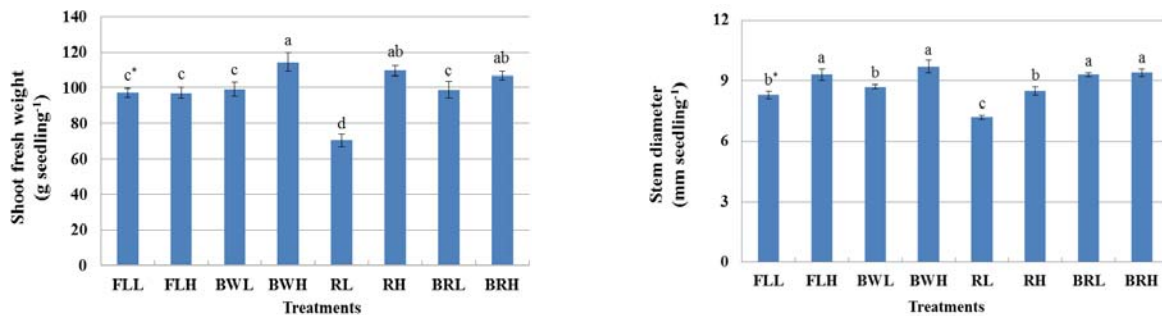 140
120
100
80
60
40
20
0
Shoot fresh weight
(g seedling-1)
c* c c a d ab c ab
FLL FLH BWL BWH RL RH BRL BRH
Treatments
12
9
6
3
0
Stem diameter
(mm seedling-1)
b* a b a c b a a
FLL FLH BWL BWH RL RH BRL BRH
Treatments